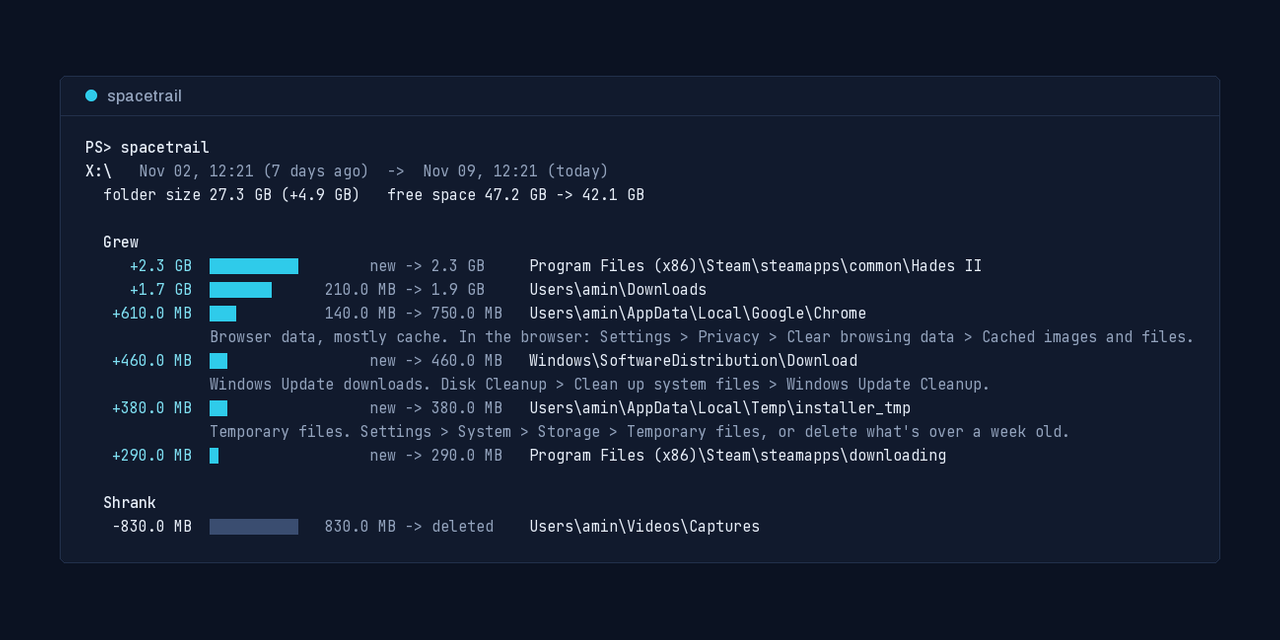 spacetrail
PS> spacetrail
X:\ Nov 02, 12:21 (7 days ago) -> Nov 09, 12:21 (today)
folder size 27.3 GB (+4.9 GB) free space 47.2 GB -> 42.1 GB
Grew
+2.3 GB new -> 2.3 GB Program Files (x86)\Steam\steamapps\common\Hades II
+1.7 GB 210.0 MB -> 1.9 GB Users\amin\Downloads
+610.0 MB 140.0 MB -> 750.0 MB Users\amin\AppData\Local\Google\Chrome
Browser data, mostly cache. In the browser: Settings > Privacy > Clear browsing data > Cached images and files.
+460.0 MB new -> 460.0 MB Windows\SoftwareDistribution\Download
Windows Update downloads. Disk Cleanup > Clean up system files > Windows Update Cleanup.
+380.0 MB new -> 380.0 MB Users\amin\AppData\Local\Temp\installer_tmp
Temporary files. Settings > System > Storage > Temporary files, or delete what's over a week old.
+290.0 MB new -> 290.0 MB Program Files (x86)\Steam\steamapps\downloading
Shrank
-830.0 MB 830.0 MB -> deleted Users\amin\Videos\Captures